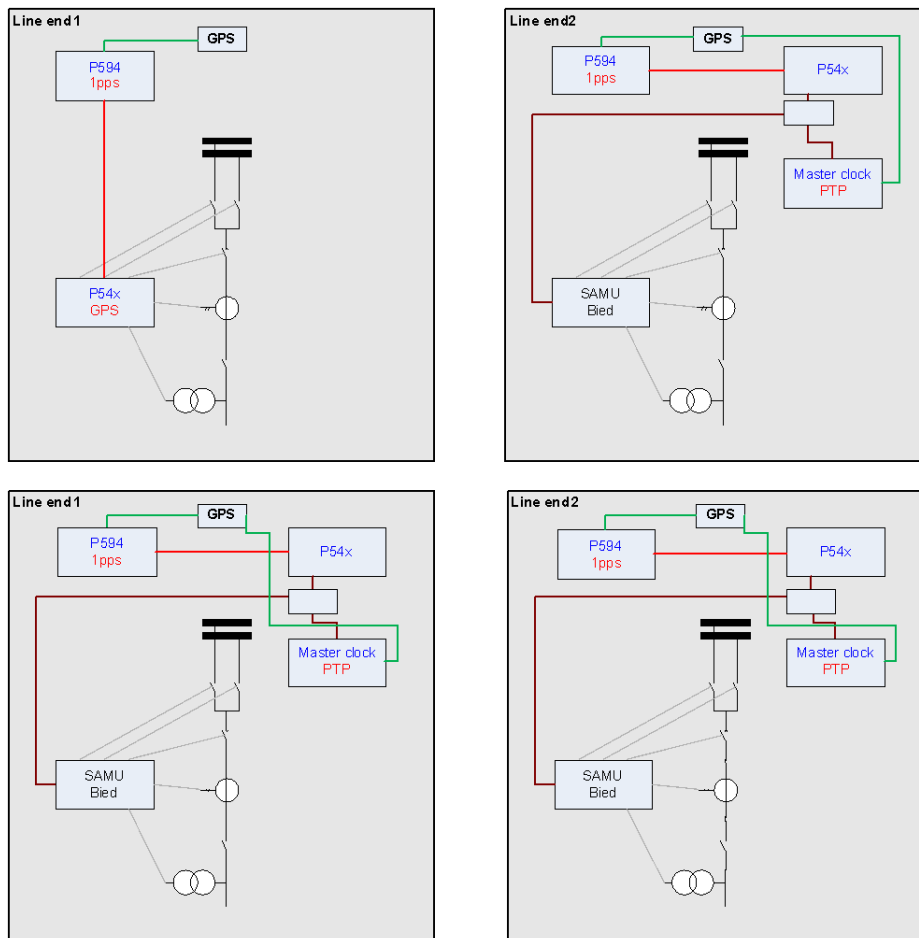 Line end1
GPS
P594
1pps
P54x
GPS
Line end2
GPS
P594
1pps
P54x
Master clock
PTP
SAMU
Bied
Line end1
GPS
P594
1pps
P54x
Master clock
PTP
SAMU
Bied
Line end2
GPS
P594
1pps
P54x
Master clock
PTP
SAMU
Bied